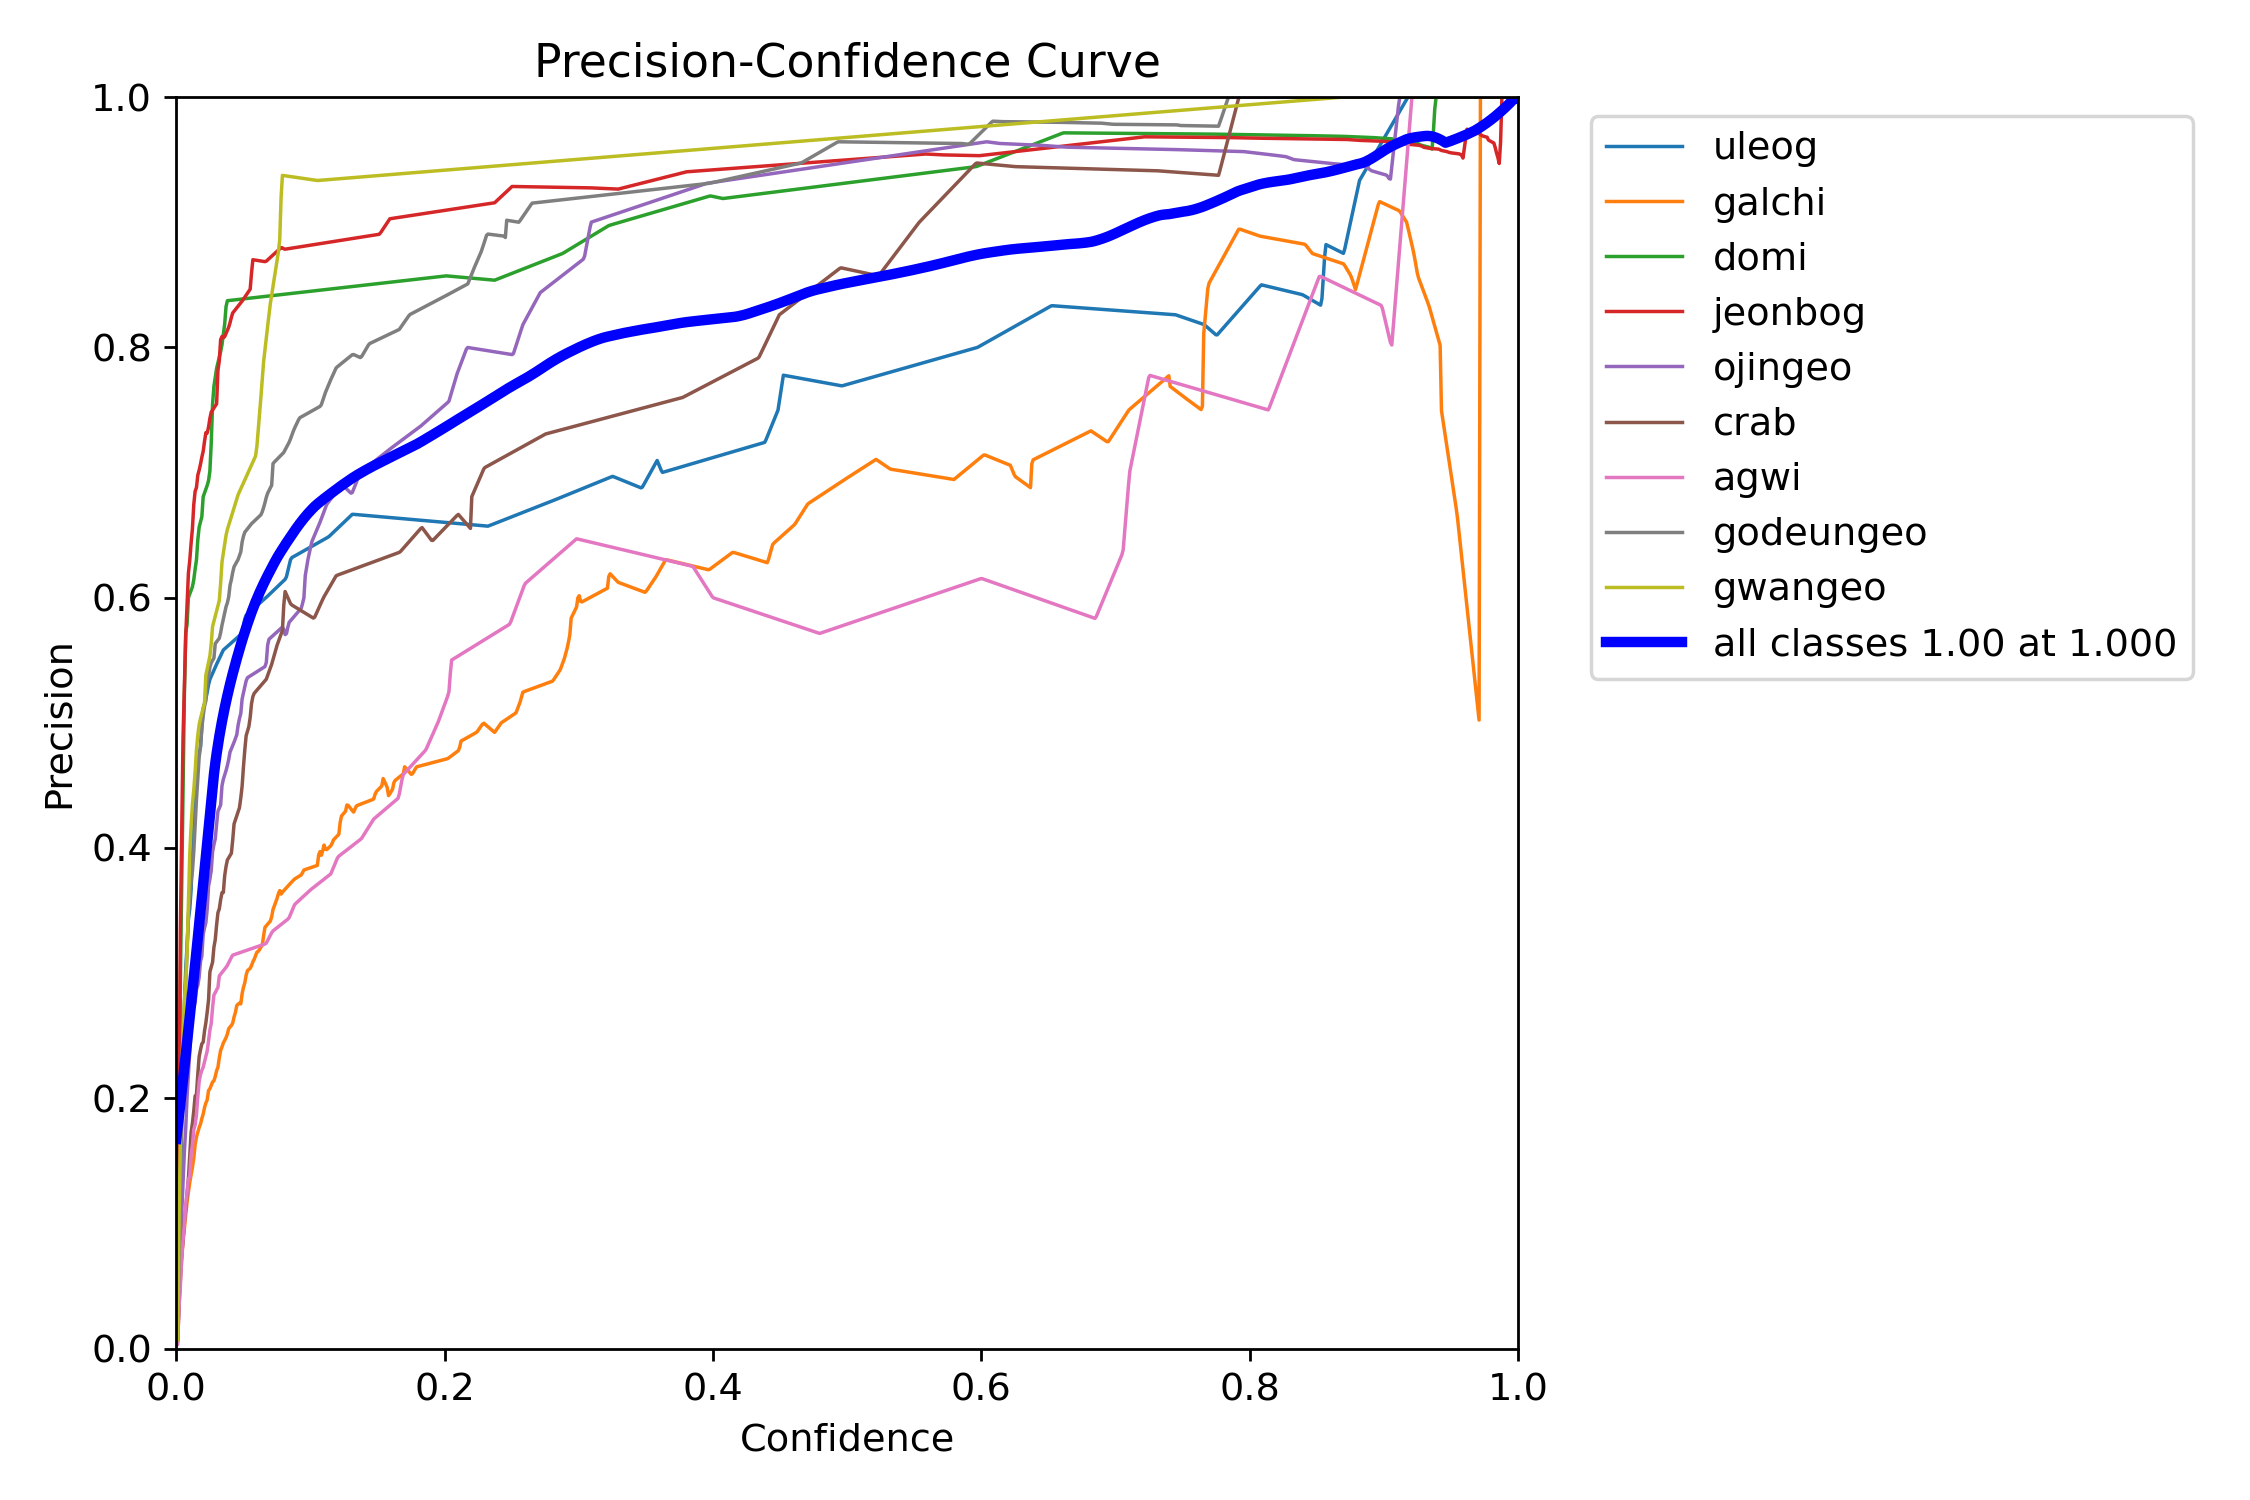 Precision-Confidence Curve
1.0
0.8
0.6
0.4
0.2
0.0
Precision
0.0 0.2 0.4 0.6 0.8 1.0
Confidence
uleog
galchi
domi
jeonbog
ojingeo
crab
agwi
godeungeo
gwangeo
all classes 1.00 at 1.000